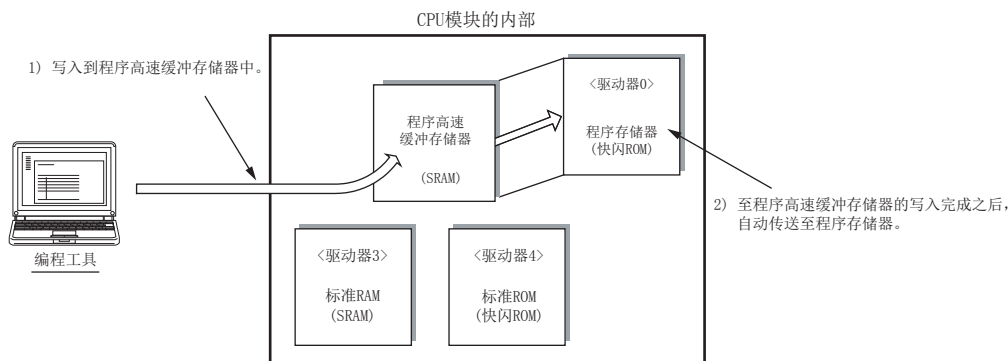 CPU模块的内部
1) 写入到程序高速缓冲存储器中。
<驱动器0>
程序高速
缓冲存储器
(SRAM)
程序存储器
(快闪ROM)
2) 至程序高速缓冲存储器的写入完成之后,
自动传送至程序存储器。
编程工具
<驱动器3>
标准RAM
(SRAM)
<驱动器4>
标准ROM
(快闪ROM)